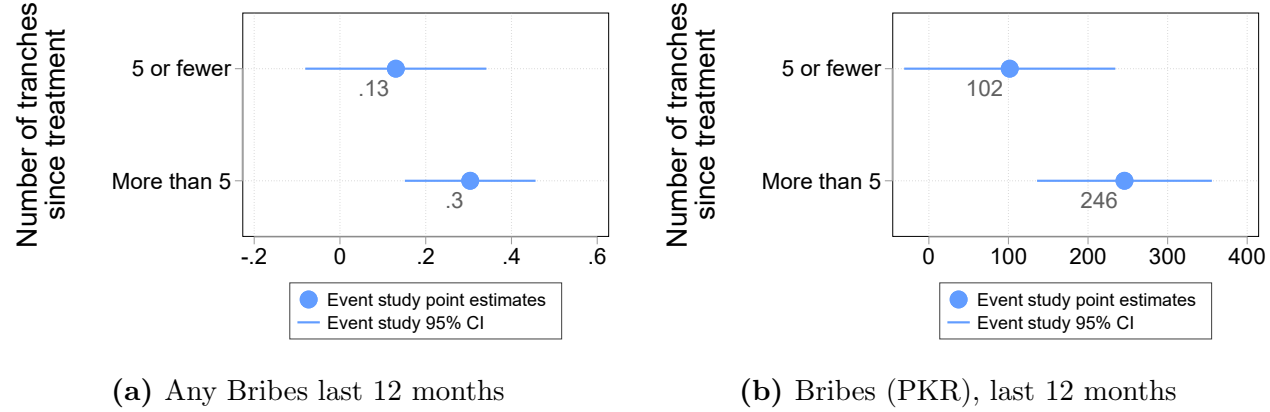 Number of tranches
since treatment
5 or fewer
.13
More than 5
.3
-.2 0 .2 .4 .6
Event study point estimates
Event study 95% CI
(a) Any Bribes last 12 months
Number of tranches
since treatment
5 or fewer
102
More than 5
246
0 100 200 300 400
Event study point estimates
Event study 95% CI
(b) Bribes (PKR), last 12 months